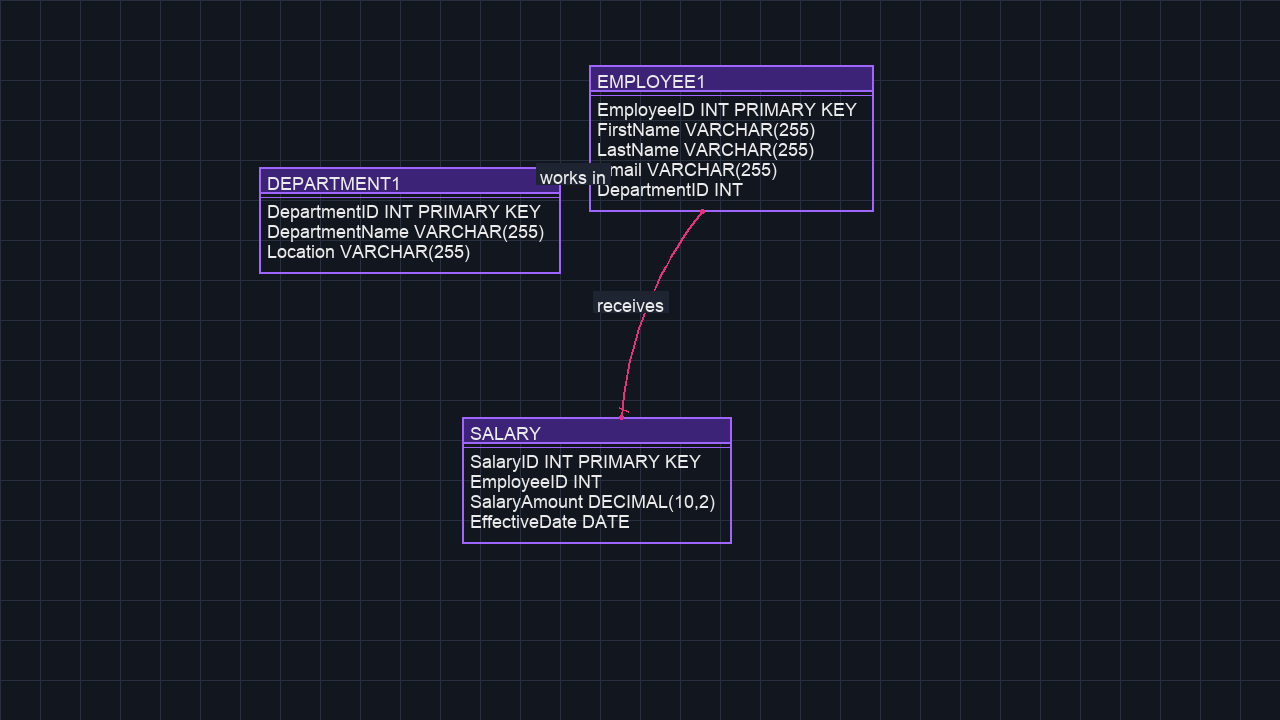 EMPLOYEE1
EmployeeID INT PRIMARY KEY
FirstName VARCHAR(255)
LastName VARCHAR(255)
mail VARCHAR(255)
DepartmentID INT
works in
DEPARTMENT1
DepartmentID INT PRIMARY KEY
DepartmentName VARCHAR(255)
Location VARCHAR(255)
receives
SALARY
SalaryID INT PRIMARY KEY
EmployeeID INT
SalaryAmount DECIMAL(10,2)
EffectiveDate DATE